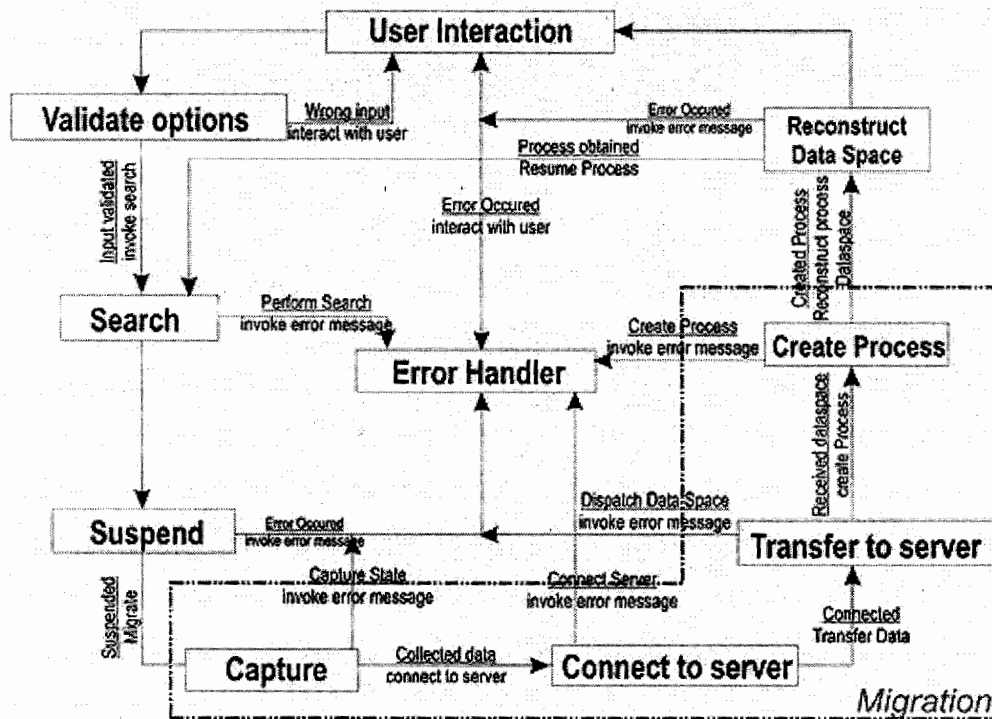 User Interaction
Validate options
Wrong input
interact with user
Error Occured
invoke error message
Reconstruct
Data Space
Process obtained
Resume Process
Input validated
invoke search
Error Occured
interact with user
Created Process
Reconstruct process
Dataspace
Search
Perform Search
invoke error message
Create Process
invoke error message
Create Process
Error Handler
Received dataspace
create Process
Suspend
Error Occured
invoke error message
Dispatch Data Space
invoke error message
Transfer to server
Suspended
Migrate
Capture State
invoke error message
Connect Server
invoke error message
Connected
Transfer Data
Capture
Collected data
connect to server
Connect to server
Migration